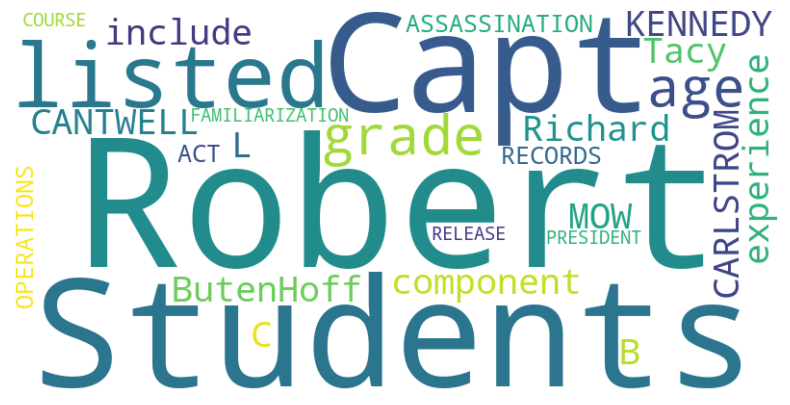 COURSE
include
ASSASSINATION
KENNEDY
listed
Capt
Tacy
age
CANTWELL
FAMILIARIZATION
grade
Richard
experience
ACT
L
RECORDS
CARLSTROM
Robert
OPERATIONS
MOW
RELEASE
PRESIDENT
ButenHoff
component
Students
C
B